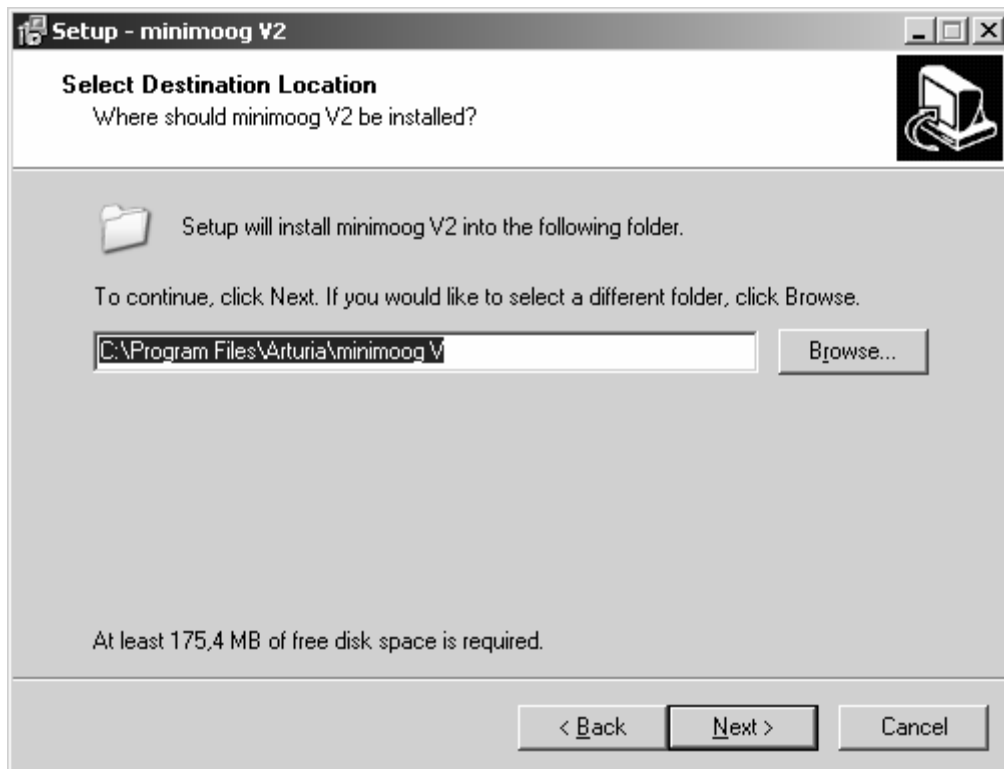 Setup - minimoog V2
Select Destination Location
Where should minimoog V2 be installed?
Setup will install minimoog V2 into the following folder.
To continue, click Next. If you would like to select a different folder, click Browse.
C:\Program Files\Arturia\minimoog V
Browse...
At least 175,4 MB of free disk space is required.
< Back
Next >
Cancel